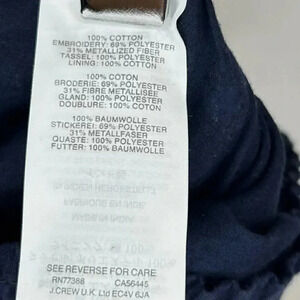 100% COTTON
EMBROIDERY: 69% POLYESTER
31% METALLIZED FIBER
TASSEL: 100% POLYESTER
LINING: 100% COTTON
100% COTON
BRODERIE: 69% POLYESTER
31% FIBRE METALLISEE
GLAND: 100% POLYESTER
DOUBLURE: 100% COTON
100% BAUMWOLLE
STICKEREI: 69% POLYESTER
31% METALLFASER
QUASTE: 100% POLYESTER
FUTTER: 100% BAUMWOLLE
SEE REVERSE FOR CARE
RN77388 CA56445
J.CREW U.K. Ltd EC4V 6JA